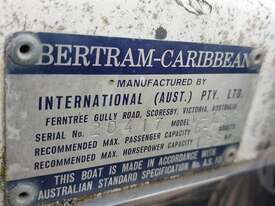 BERTRAM-CARIBBEAN
MANUFACTURED BY
INTERNATIONAL (AUST.) PTY. LTD.
FERNTREE GULLY ROAD, SCORESBY, VICTORIA, AUSTRALIA
SERIAL No. MODEL
RECOMMENDED MAX. PASSENGER CAPACITY ADULTS
RECOMMENDED MAX. HORSEPOWER CAPACITY H.P.
THIS BOAT IS MADE IN ACCORDANCE WITH
AUSTRALIAN STANDARD SPECIFICATION No. A.S.